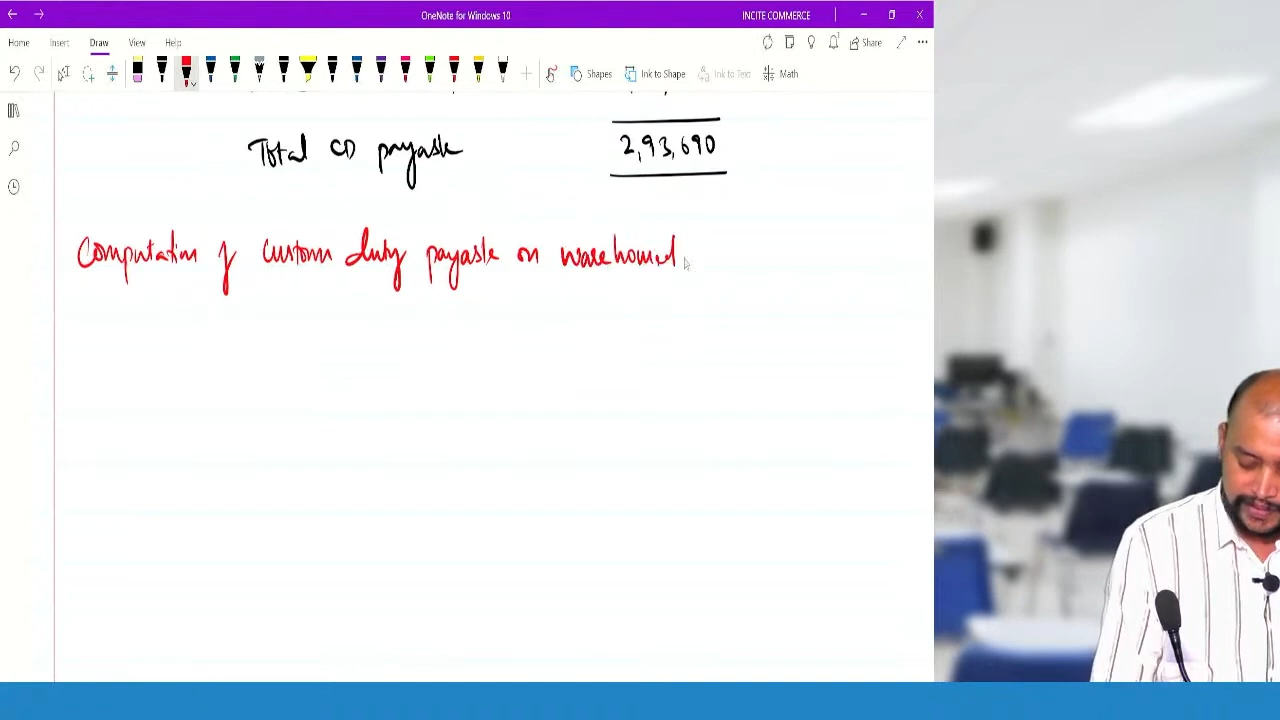 OneNote for Windows 10
INCITE COMMERCE
Home Insert Draw View Help
Share
Shapes
Ink to Shape
Ink to Text
Math
Total CD payable 2,93,690
Computation of custom duty payable on warehoused